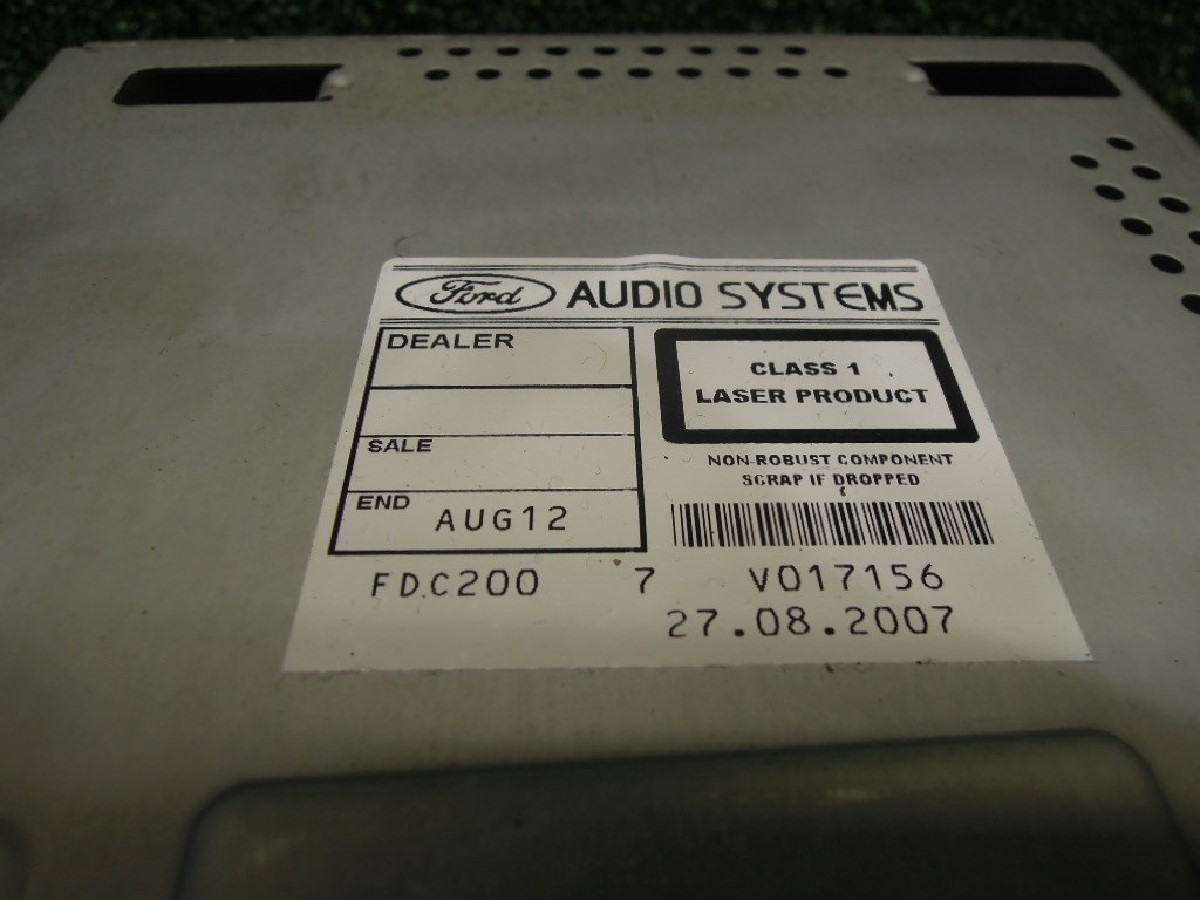 Ford AUDIO SYSTEMS
DEALER
SALE
END AUG12
CLASS 1
LASER PRODUCT
NON-ROBUST COMPONENT
SCRAP IF DROPPED
FDC200 7 V017156
27.08.2007